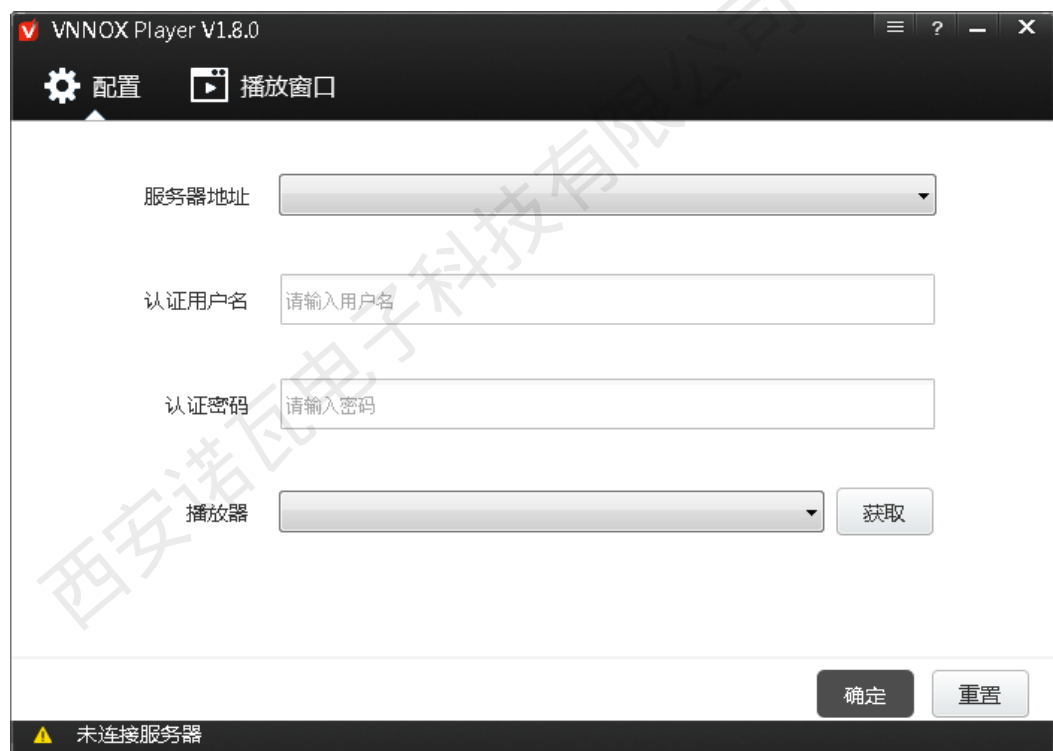 VNNOX Player V1.8.0
配置 播放窗口
服务器地址
认证用户名 请输入用户名
认证密码 请输入密码
播放器 获取
确定 重置
未连接服务器
西安诺瓦电子科技有限公司